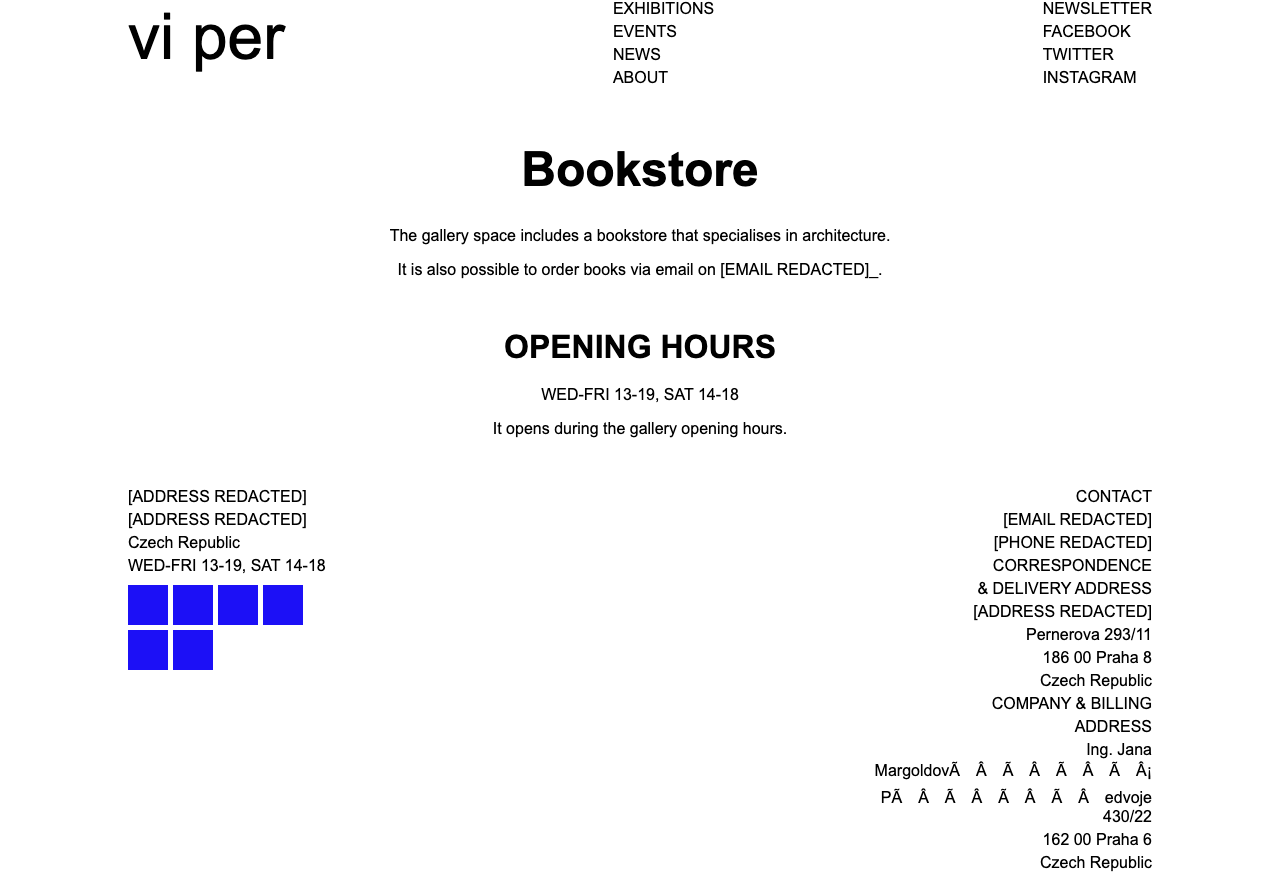 vi per
EXHIBITIONS
EVENTS
NEWS
ABOUT
NEWSLETTER
FACEBOOK
TWITTER
INSTAGRAM
Bookstore
The gallery space includes a bookstore that specialises in architecture.
It is also possible to order books via email on [EMAIL REDACTED]_.
OPENING HOURS
WED-FRI 13-19, SAT 14-18
It opens during the gallery opening hours.
[ADDRESS REDACTED]
[ADDRESS REDACTED]
Czech Republic
WED-FRI 13-19, SAT 14-18
CONTACT
[EMAIL REDACTED]
[PHONE REDACTED]
CORRESPONDENCE
& DELIVERY ADDRESS
[ADDRESS REDACTED]
Pernerova 293/11
186 00 Praha 8
Czech Republic
COMPANY & BILLING
ADDRESS
Ing. Jana
MargoldovÃ Â Ã Â Ã Â Ã Â¡
PÃ Â Ã Â Ã Â Ã Â edvoje
430/22
162 00 Praha 6
Czech Republic